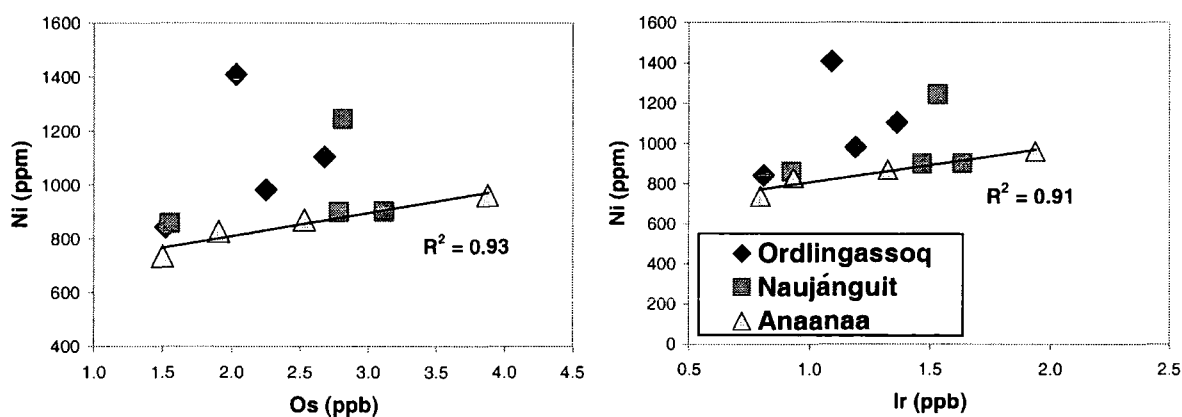 1600
1400
1200
1000
800
600
400
Ni (ppm)
R² = 0.93
1.0 1.5 2.0 2.5 3.0 3.5 4.0 4.5
Os (ppb)
1600
1400
1200
1000
800
600
400
200
0
Ni (ppm)
R² = 0.91
Ordlingassoq
Naujánguit
Anaanaa
0.5 1.0 1.5 2.0 2.5
Ir (ppb)